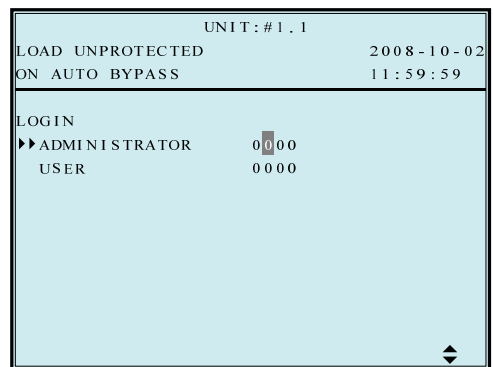 UNIT:#1.1
LOAD UNPROTECTED 2008-10-02
ON AUTO BYPASS 11:59:59
LOGIN
ADMINISTRATOR 0000
USER 0000